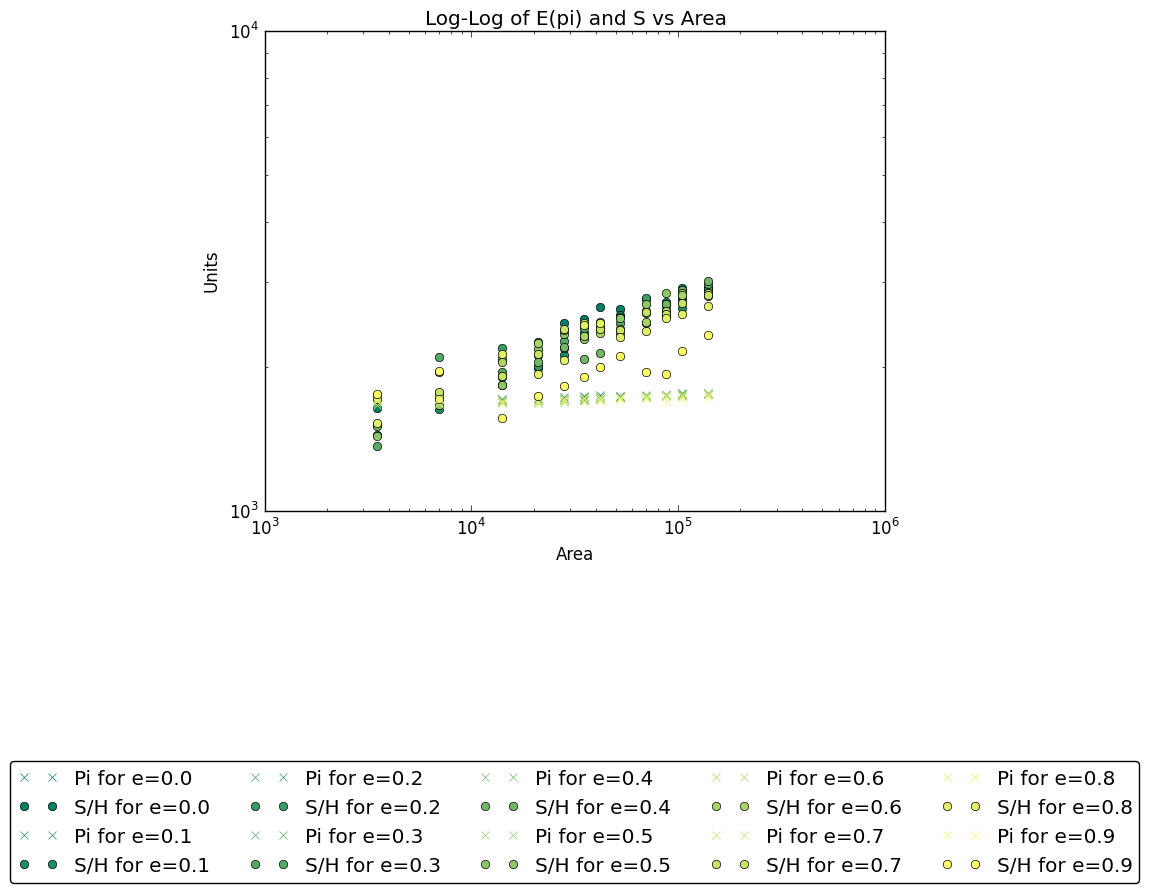 Log-Log of E(pi) and S vs Area
10^4
Units
10^3
10^3 10^4 10^5 10^6
Area
Pi for e=0.0 Pi for e=0.2 Pi for e=0.4 Pi for e=0.6 Pi for e=0.8
S/H for e=0.0 S/H for e=0.2 S/H for e=0.4 S/H for e=0.6 S/H for e=0.8
Pi for e=0.1 Pi for e=0.3 Pi for e=0.5 Pi for e=0.7 Pi for e=0.9
S/H for e=0.1 S/H for e=0.3 S/H for e=0.5 S/H for e=0.7 S/H for e=0.9